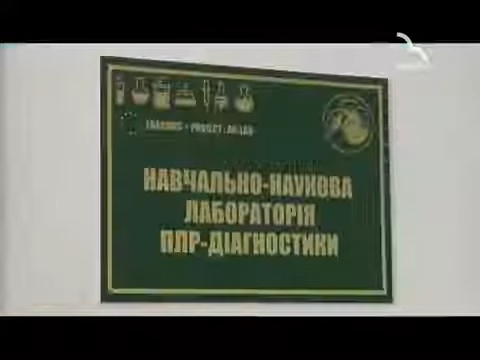 НАВЧАЛЬНО-НАУКОВА
ЛАБОРАТОРІЯ
ПЛР-ДІАГНОСТИКИ